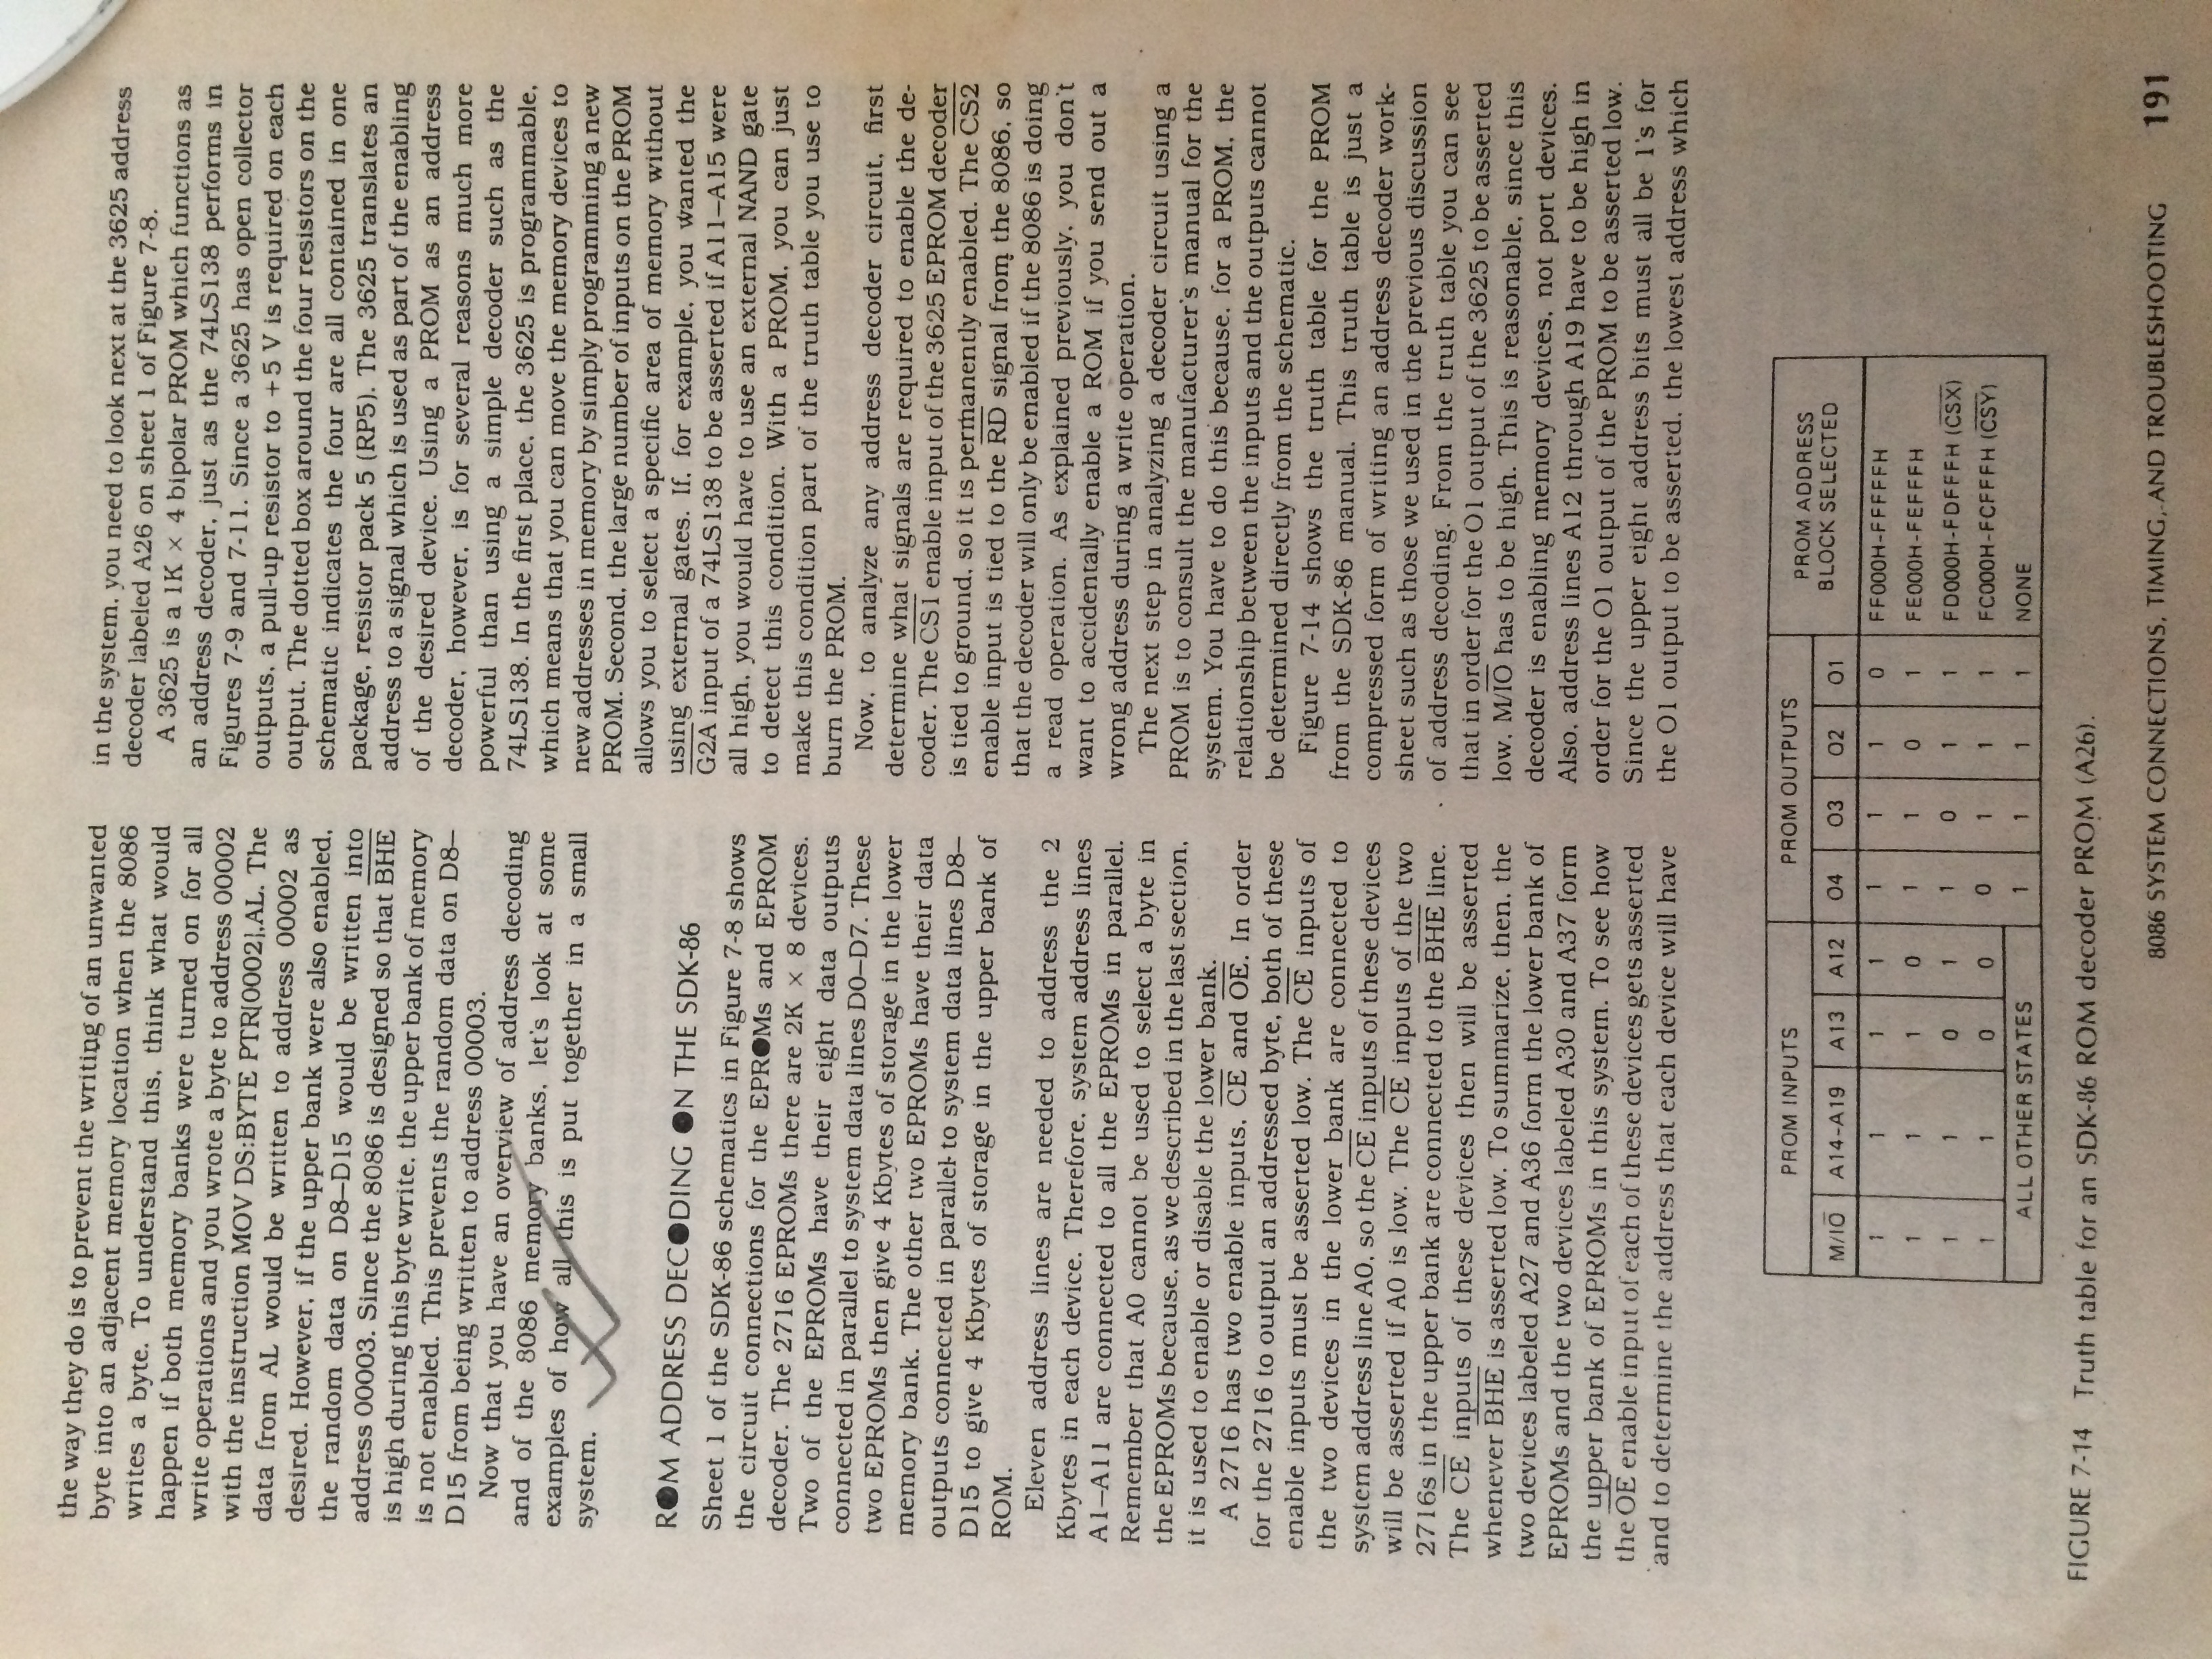 the way they do is to prevent the writing of an unwanted
byte into an adjacent memory location when the 8086
writes a byte. To understand this, think what would
happen if both memory banks were turned on for all
write operations and you wrote a byte to address 00002
with the instruction MOV DS:BYTE PTR[0002],AL. The
data from AL would be written to address 00002 as
desired. However, if the upper bank were also enabled,
the random data on D8–D15 would be written into
address 00003. Since the 8086 is designed so that B̅H̅E̅
is high during this byte write, the upper bank of memory
is not enabled. This prevents the random data on D8–
D15 from being written to address 00003.
Now that you have an overview of address decoding
and of the 8086 memory banks, let's look at some
examples of how all this is put together in a small
system.
ROM ADDRESS DECODING ON THE SDK-86
Sheet 1 of the SDK-86 schematics in Figure 7-8 shows
the circuit connections for the EPROMs and EPROM
decoder. The 2716 EPROMs there are 2K × 8 devices.
Two of the EPROMs have their eight data outputs
connected in parallel to system data lines D0–D7. These
two EPROMs then give 4 Kbytes of storage in the lower
memory bank. The other two EPROMs have their data
outputs connected in parallel to system data lines D8–
D15 to give 4 Kbytes of storage in the upper bank of
ROM.
Eleven address lines are needed to address the 2
Kbytes in each device. Therefore, system address lines
A1–A11 are connected to all the EPROMs in parallel.
Remember that A0 cannot be used to select a byte in
the EPROMs because, as we described in the last section,
it is used to enable or disable the lower bank.
A 2716 has two enable inputs, C̅E̅ and O̅E̅. In order
for the 2716 to output an addressed byte, both of these
enable inputs must be asserted low. The C̅E̅ inputs of
the two devices in the lower bank are connected to
system address line A0, so the C̅E̅ inputs of these devices
will be asserted if A0 is low. The C̅E̅ inputs of the two
2716s in the upper bank are connected to the B̅H̅E̅ line.
The C̅E̅ inputs of these devices then will be asserted
whenever B̅H̅E̅ is asserted low. To summarize, then, the
two devices labeled A27 and A36 form the lower bank of
EPROMs and the two devices labeled A30 and A37 form
the upper bank of EPROMs in this system. To see how
the O̅E̅ enable input of each of these devices gets asserted
and to determine the address that each device will have
in the system, you need to look next at the 3625 address
decoder labeled A26 on sheet 1 of Figure 7-8.
A 3625 is a 1K × 4 bipolar PROM which functions as
an address decoder, just as the 74LS138 performs in
Figures 7-9 and 7-11. Since a 3625 has open collector
outputs, a pull-up resistor to +5 V is required on each
output. The dotted box around the four resistors on the
schematic indicates the four are all contained in one
package, resistor pack 5 (RP5). The 3625 translates an
address to a signal which is used as part of the enabling
of the desired device. Using a PROM as an address
decoder, however, is for several reasons much more
powerful than using a simple decoder such as the
74LS138. In the first place, the 3625 is programmable,
which means that you can move the memory devices to
new addresses in memory by simply programming a new
PROM. Second, the large number of inputs on the PROM
allows you to select a specific area of memory without
using external gates. If, for example, you wanted the
G̅2̅A̅ input of a 74LS138 to be asserted if A11–A15 were
all high, you would have to use an external NAND gate
to detect this condition. With a PROM, you can just
make this condition part of the truth table you use to
burn the PROM.
Now, to analyze any address decoder circuit, first
determine what signals are required to enable the de-
coder. The C̅S̅1̅ enable input of the 3625 EPROM decoder
is tied to ground, so it is permanently enabled. The C̅S̅2̅
enable input is tied to the R̅D̅ signal from the 8086, so
that the decoder will only be enabled if the 8086 is doing
a read operation. As explained previously, you don't
want to accidentally enable a ROM if you send out a
wrong address during a write operation.
The next step in analyzing a decoder circuit using a
PROM is to consult the manufacturer's manual for the
system. You have to do this because, for a PROM, the
relationship between the inputs and the outputs cannot
be determined directly from the schematic.
Figure 7-14 shows the truth table for the PROM
from the SDK-86 manual. This truth table is just a
compressed form of writing an address decoder work-
sheet such as those we used in the previous discussion
of address decoding. From the truth table you can see
that in order for the O1 output of the 3625 to be asserted
low, M/I̅O̅ has to be high. This is reasonable, since this
decoder is enabling memory devices, not port devices.
Also, address lines A12 through A19 have to be high in
order for the O1 output of the PROM to be asserted low.
Since the upper eight address bits must all be 1's for
the O1 output to be asserted, the lowest address which
PROM INPUTS PROM OUTPUTS PROM ADDRESS BLOCK SELECTED
M/I̅O̅ A14-A19 A13 A12 O4 O3 O2 O1
1 1 1 1 1 1 1 0 FF000H-FFFFFH
1 1 1 0 1 1 0 1 FE000H-FEFFFH
1 1 0 1 1 0 1 1 FD000H-FDFFFH (C̅S̅X̅)
1 1 0 0 0 1 1 1 FC000H-FCFFFH (C̅S̅Y̅)
ALL OTHER STATES 1 1 1 1 NONE
FIGURE 7-14 Truth table for an SDK-86 ROM decoder PROM (A26).
8086 SYSTEM CONNECTIONS, TIMING, AND TROUBLESHOOTING 191